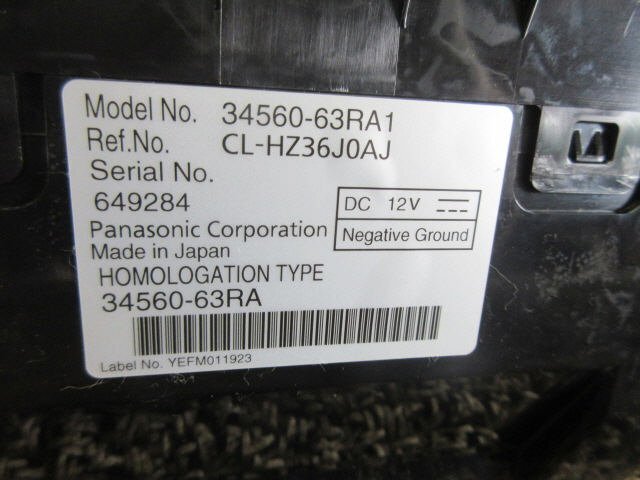 Model No. 34560-63RA1
Ref.No. CL-HZ36J0AJ
Serial No.
649284
DC 12V
Panasonic Corporation
Negative Ground
Made in Japan
HOMOLOGATION TYPE
34560-63RA
Label No. YEFM011923